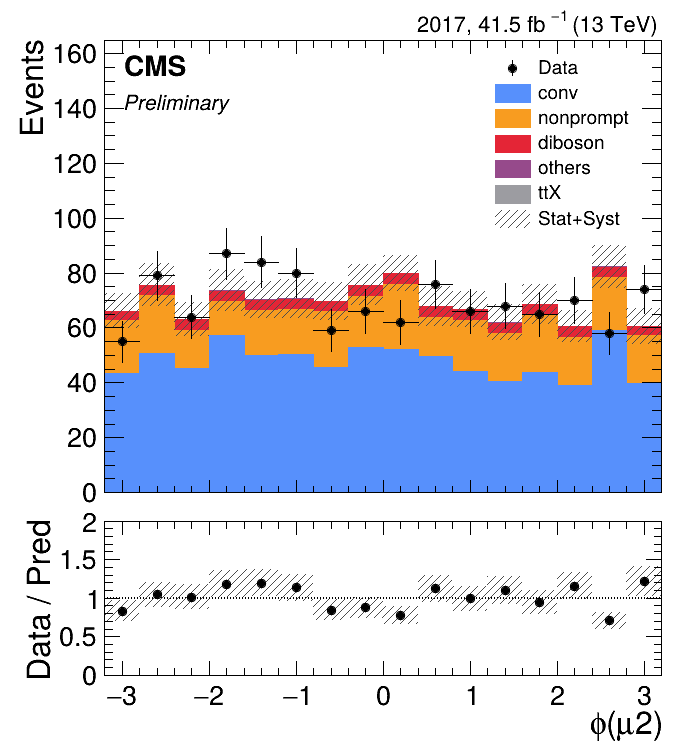 2017, 41.5 fb⁻¹ (13 TeV)
Events
160
140
120
100
80
60
40
20
0
CMS
Preliminary
Data
conv
nonprompt
diboson
others
ttX
Stat+Syst
Data / Pred
2
1.5
1
0.5
0
−3 −2 −1 0 1 2 3
ϕ(μ2)